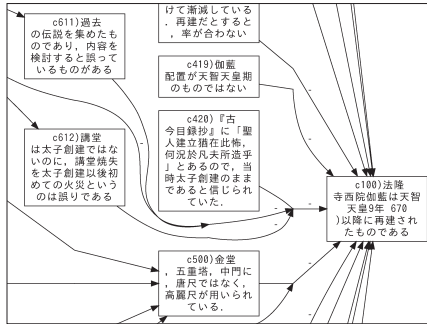 c611)過去
の伝説を集めたも
のであり，内容を
検討すると誤って
いるものがある
けて漸減している
．再建だとすると
，率が合わない
c419)伽藍
配置が天智天皇期
のものではない
c612)講堂
は太子創建ではな
いのに，講堂焼失
を太子創建以後初
めての火災という
のは誤りである
c420)『古
今目録抄』に「聖
人建立猶在此怖，
何況於凡夫所造乎
」とあるので，当
時太子創建のまま
であると信じられ
ていた．
c100)法隆
寺西院伽藍は天智
天皇9年 670
)以降に再建され
たものである
c500)金堂
，五重塔，中門に
，唐尺ではなく，
高麗尺が用いられ
ている．
-
-
-
-
-
-
-
-
-